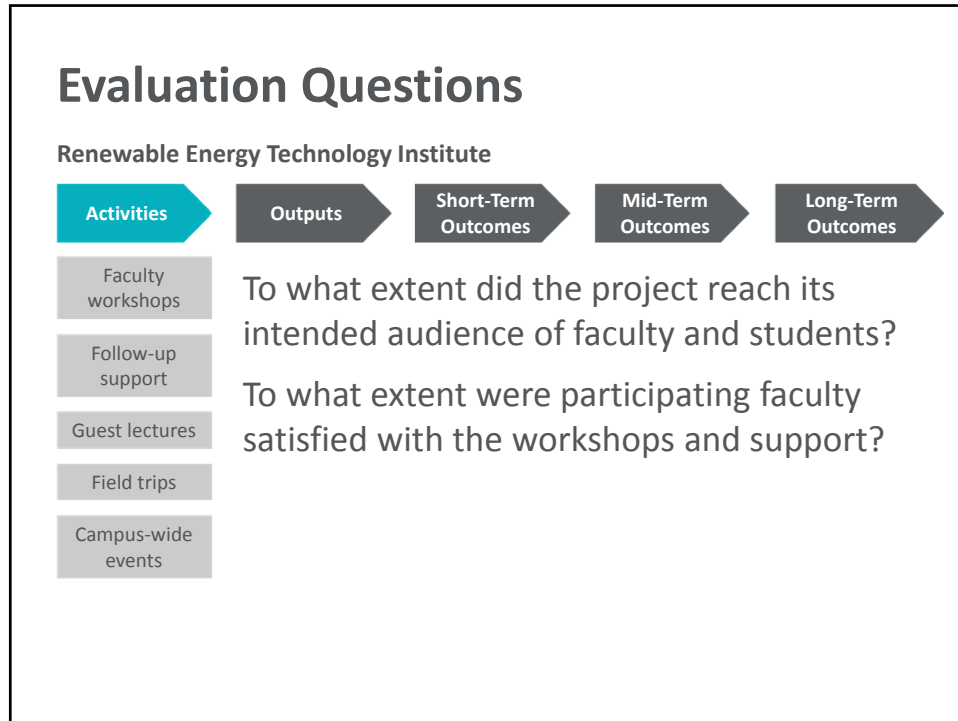 Evaluation Questions
Renewable Energy Technology Institute
Activities
Outputs
Short-Term
Outcomes
Mid-Term
Outcomes
Long-Term
Outcomes
Faculty
workshops
Follow-up
support
Guest lectures
Field trips
Campus-wide
events
To what extent did the project reach its
intended audience of faculty and students?
To what extent were participating faculty
satisfied with the workshops and support?